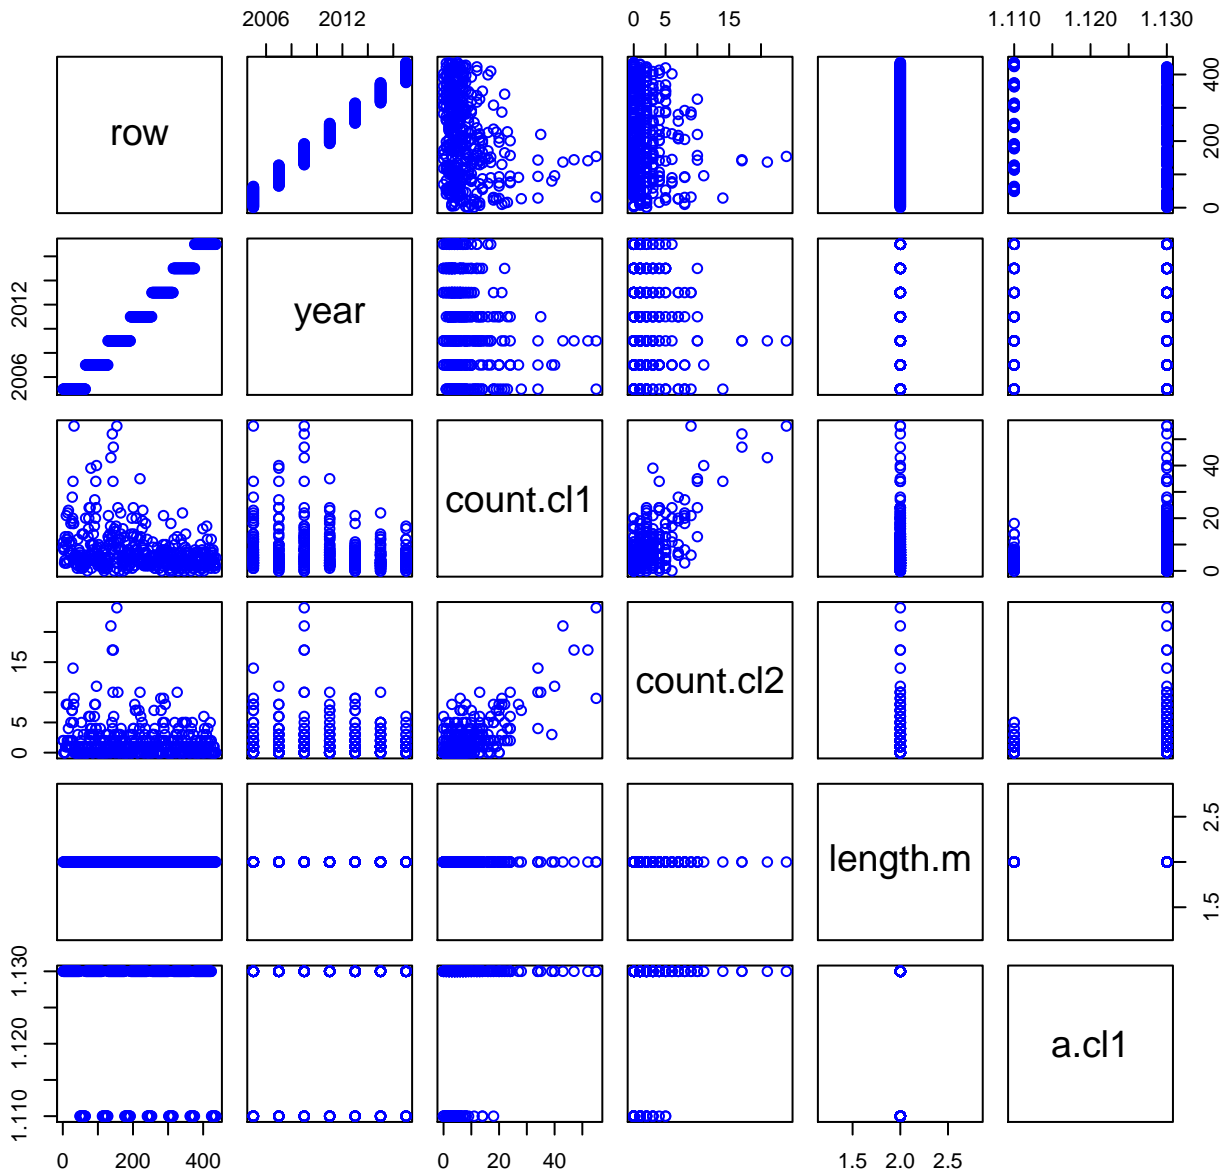 2006 2012 0 5 15 1.110 1.120 1.130
row 0 200 400
2006 2012 year
count.cl1 0 20 40
0 5 15 count.cl2
length.m 1.5 2.5
1.110 1.120 1.130 a.cl1
0 200 400 0 20 40 1.5 2.0 2.5